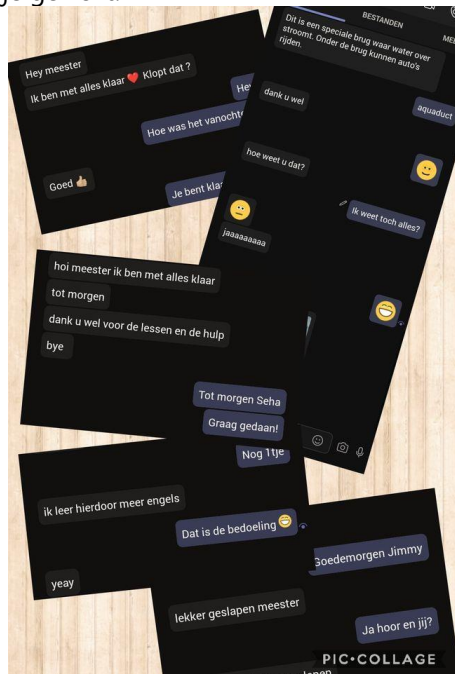 Hey meester
Ik ben met alles klaar ❤️ Klopt dat ?
Hoe was het
Goed 👍🏼
Je bent
BESTANDEN
Dit is een speciale brug waar water over
stroomt. Onder de brug kunnen auto's
rijden.
dank u wel
aquaduct
hoe weet u dat?
Ik weet toch alles?
jaaaaaaaaa
hoi meester ik ben met alles klaar
tot morgen
dank u wel voor de lessen en de hulp
bye
Tot morgen Seha
Graag gedaan!
Nog 1tje
ik leer hierdoor meer engels
Dat is de bedoeling 😁
yeay
Goedemorgen Jimmy
lekker geslapen meester
Ja hoor en jij?
PIC•COLLAGE